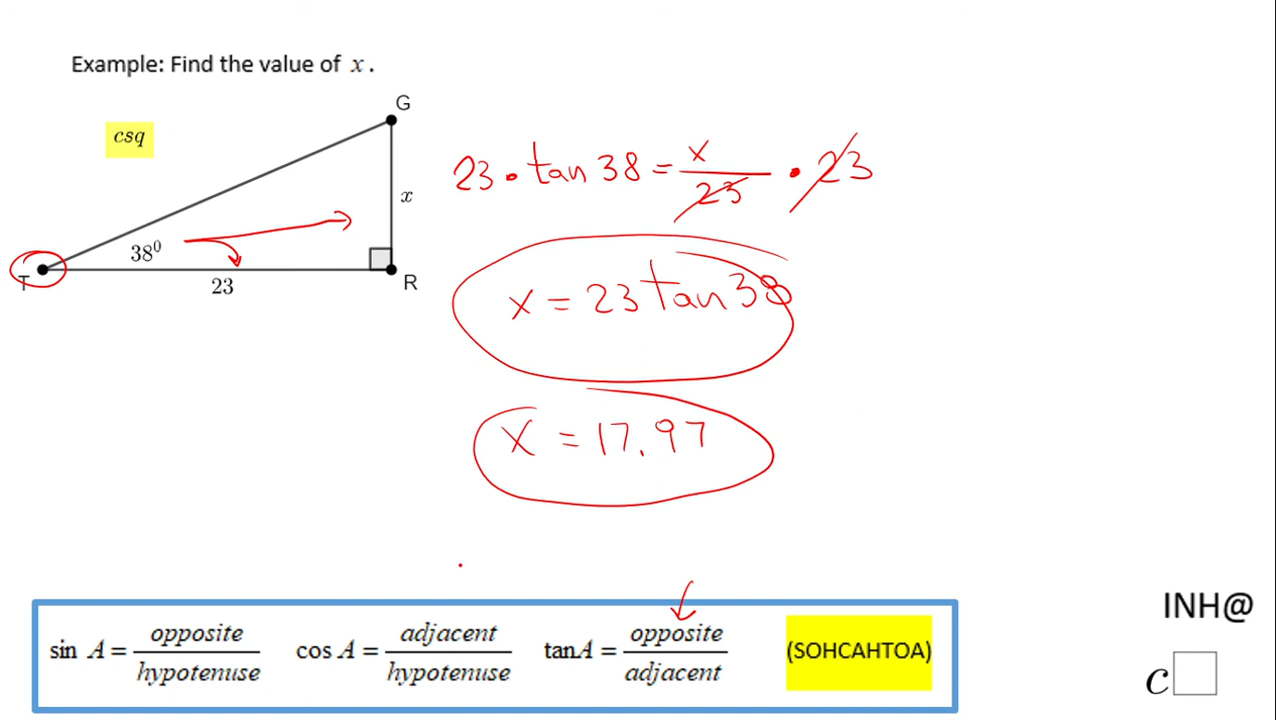 Example: Find the value of x.
csq
G
23 • tan 38 = x/23 • 23
x
38⁰
T
23
R
x = 23 tan 38
x = 17.97
sin A = opposite/hypotenuse cos A = adjacent/hypotenuse tanA = opposite/adjacent (SOHCAHTOA)
INH@
c